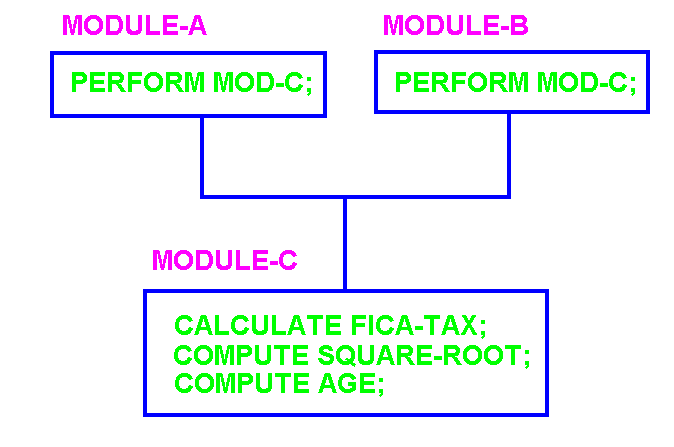 MODULE-A
MODULE-B
PERFORM MOD-C;
PERFORM MOD-C;
MODULE-C
CALCULATE FICA-TAX;
COMPUTE SQUARE-ROOT;
COMPUTE AGE;